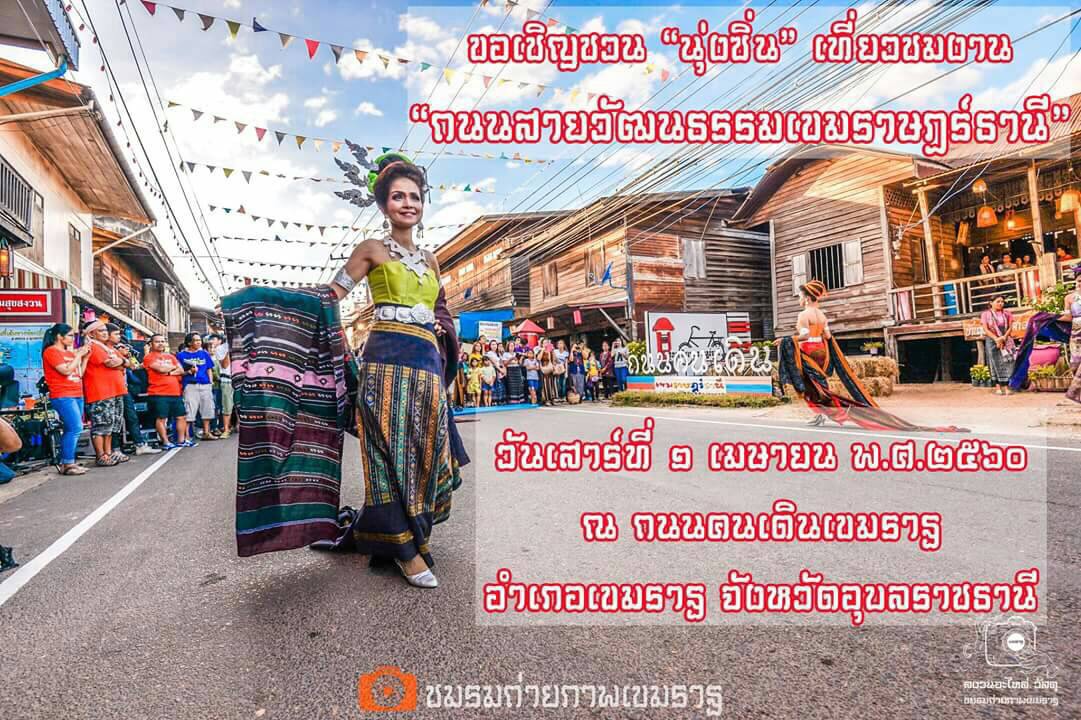 ขอเชิญชวน “นุ่งซิ่น” เที่ยวชมงาน
“ถนนสายวัฒนธรรมเขมราษฎร์ธานี”
มสุขสงวน
ถนนคนเดิน
เขมราษฎร์ธานี
วันเสาร์ที่ ๑ เมษายน พ.ศ.๒๕๖๐
ณ ถนนคนเดินเขมราฐ
อำเภอเขมราฐ จังหวัดอุบลราชธานี
ชมรมถ่ายภาพเขมราฐ
ชมรมถ่ายภาพเขมราฐ